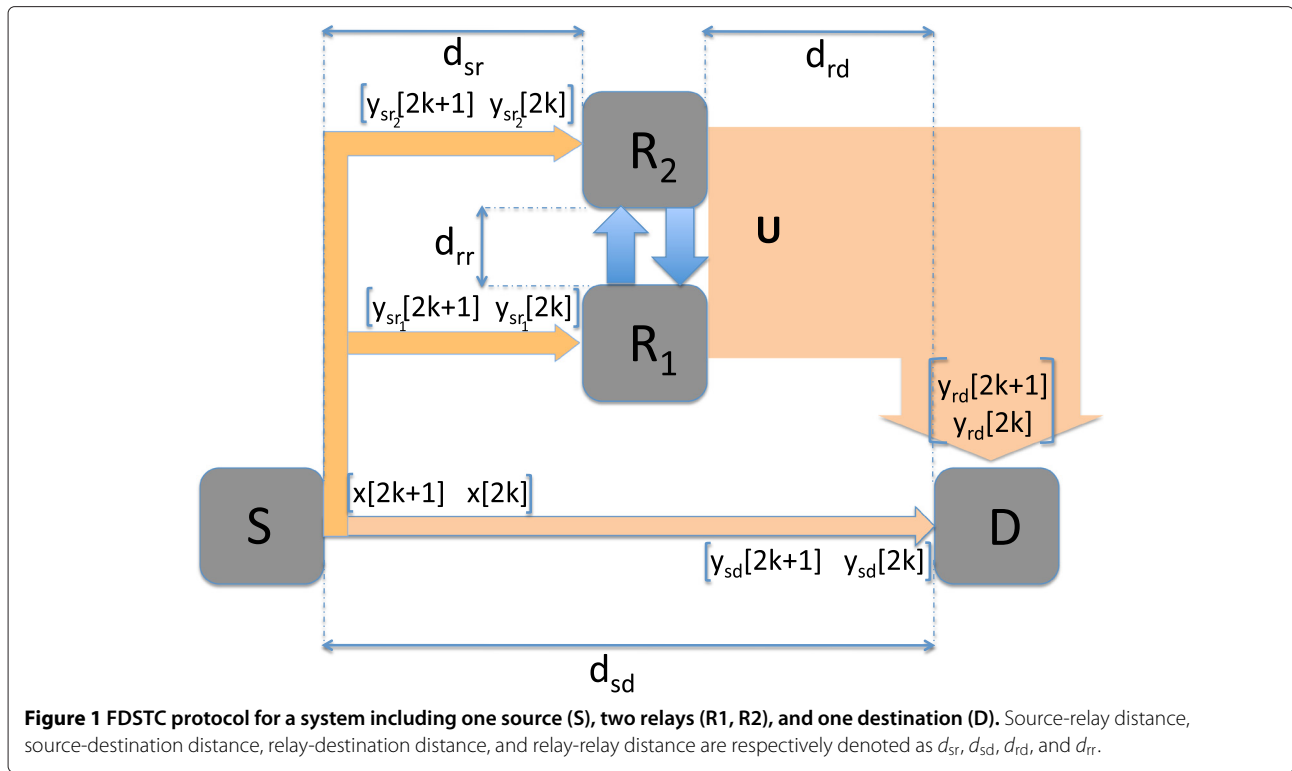 d_sr
d_rd
[y_sr2[2k+1] y_sr2[2k]]
R_2
U
d_rr
[y_sr1[2k+1] y_sr1[2k]]
R_1
[y_rd[2k+1]
y_rd[2k]]
[x[2k+1] x[2k]]
S
D
[y_sd[2k+1] y_sd[2k]]
d_sd
Figure 1 FDSTC protocol for a system including one source (S), two relays (R1, R2), and one destination (D). Source-relay distance,
source-destination distance, relay-destination distance, and relay-relay distance are respectively denoted as d_sr, d_sd, d_rd, and d_rr.